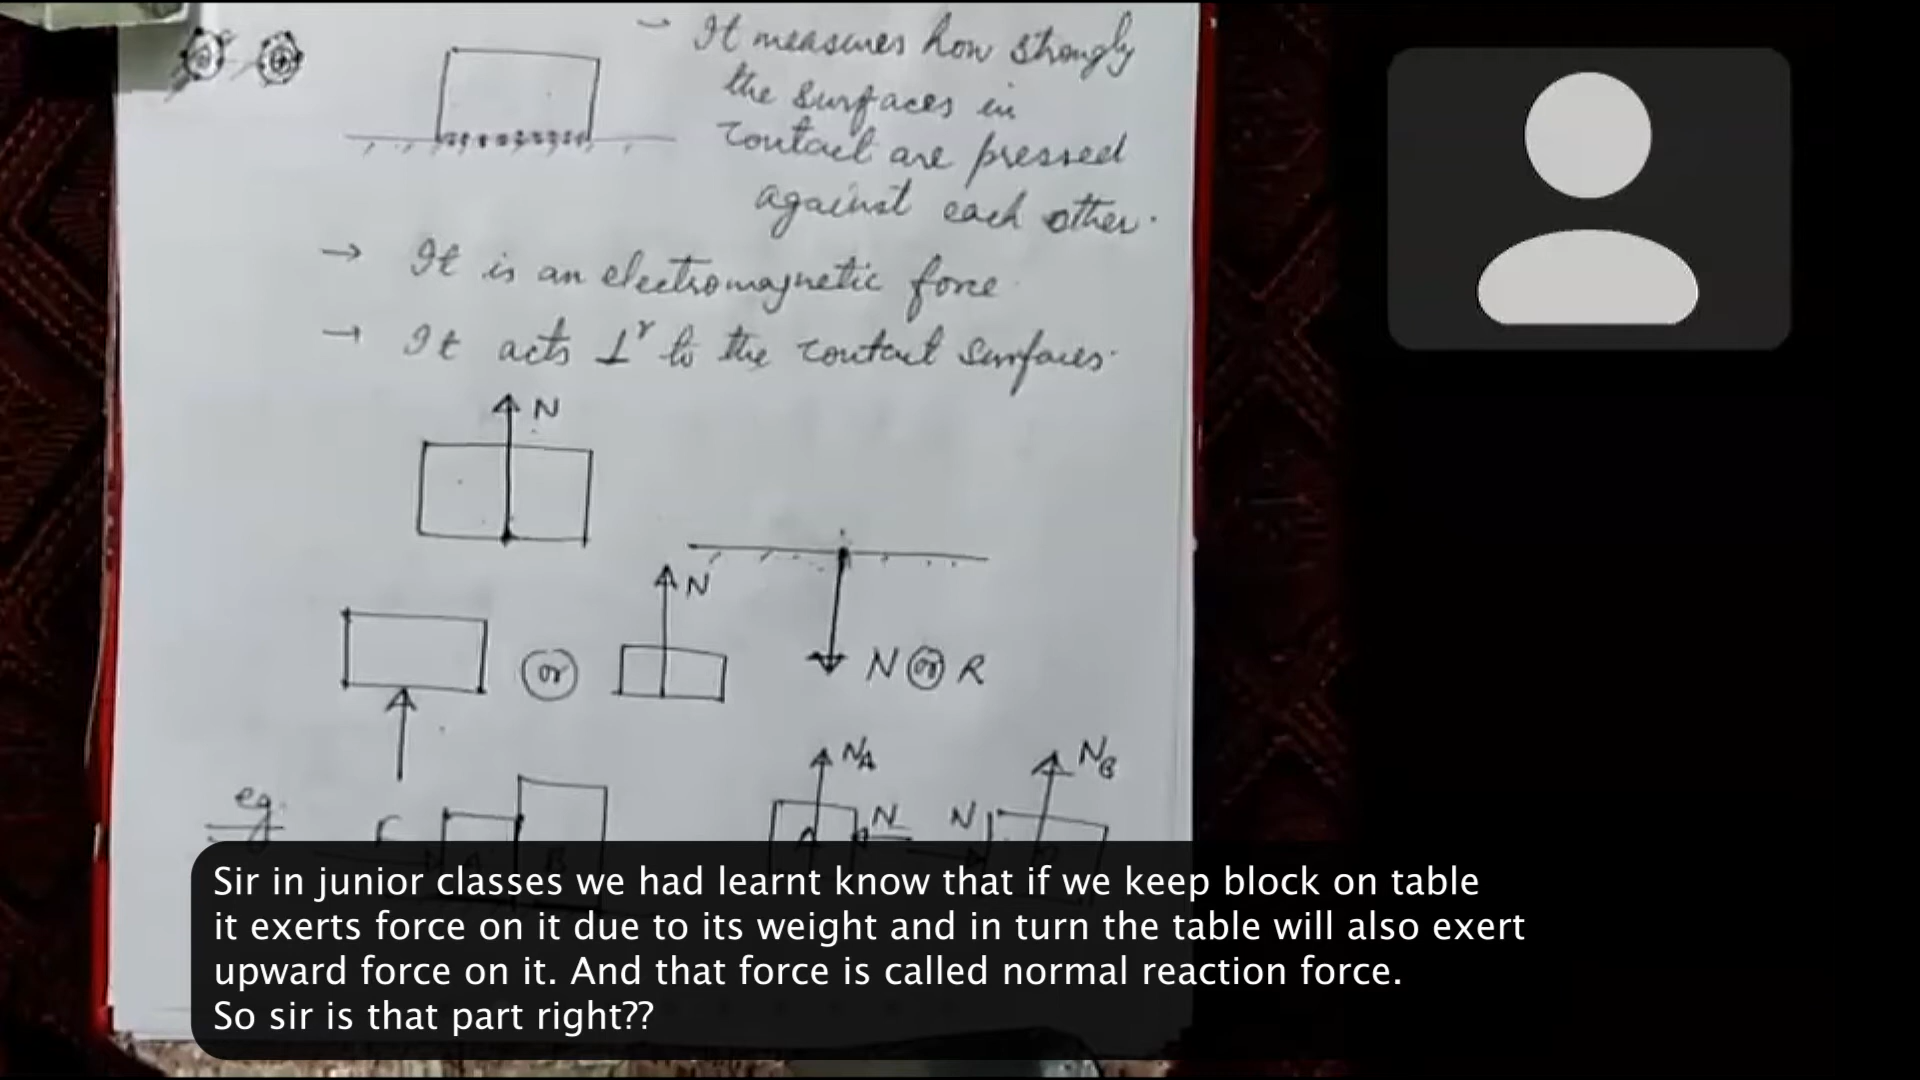 - It measures how strongly
the surfaces in
contact are pressed
against each other.
→ It is an electromagnetic force.
→ It acts ⊥r to the contact surfaces.
N
N
N or R
or
NA
NB
eg.
F
N
N
A
Sir in junior classes we had learnt know that if we keep block on table
it exerts force on it due to its weight and in turn the table will also exert
upward force on it. And that force is called normal reaction force.
So sir is that part right??